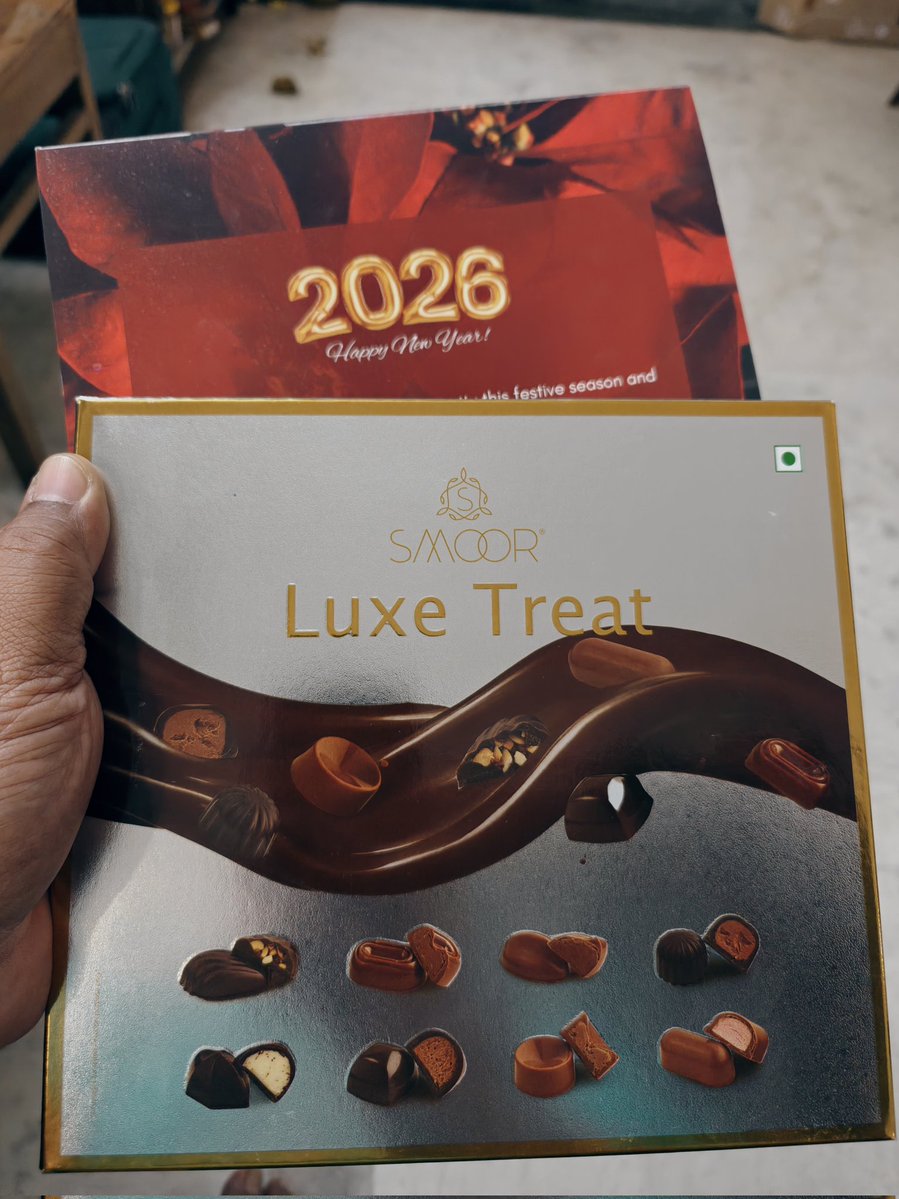 2026
Happy New Year!
this festive season and
S
SMOOR®
Luxe Treat